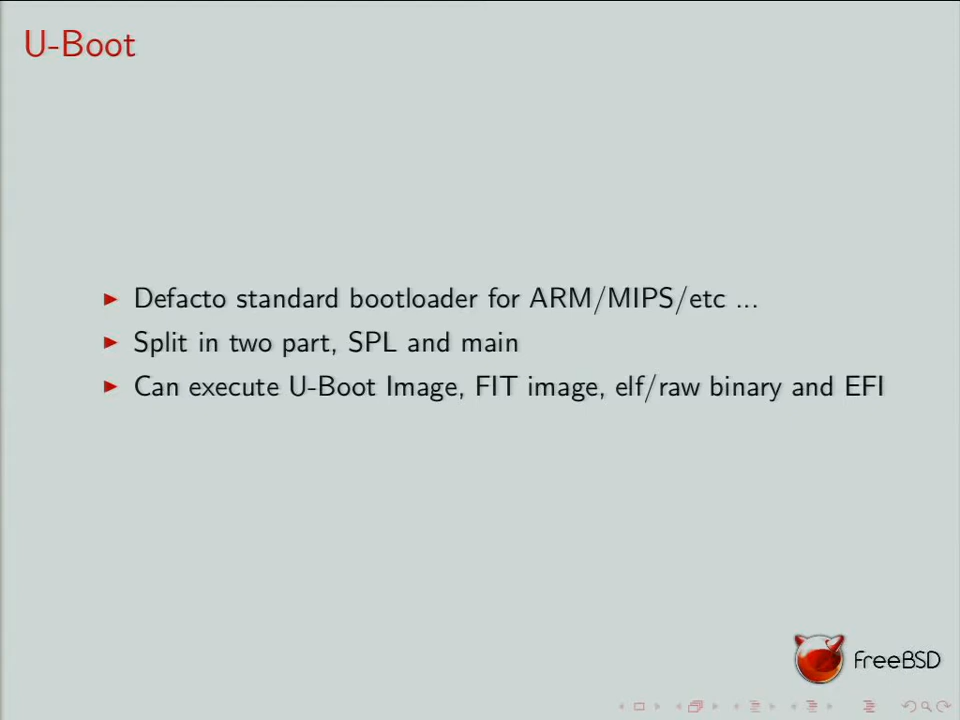 U-Boot
Defacto standard bootloader for ARM/MIPS/etc ...
Split in two part, SPL and main
Can execute U-Boot Image, FIT image, elf/raw binary and EFI
FreeBSD